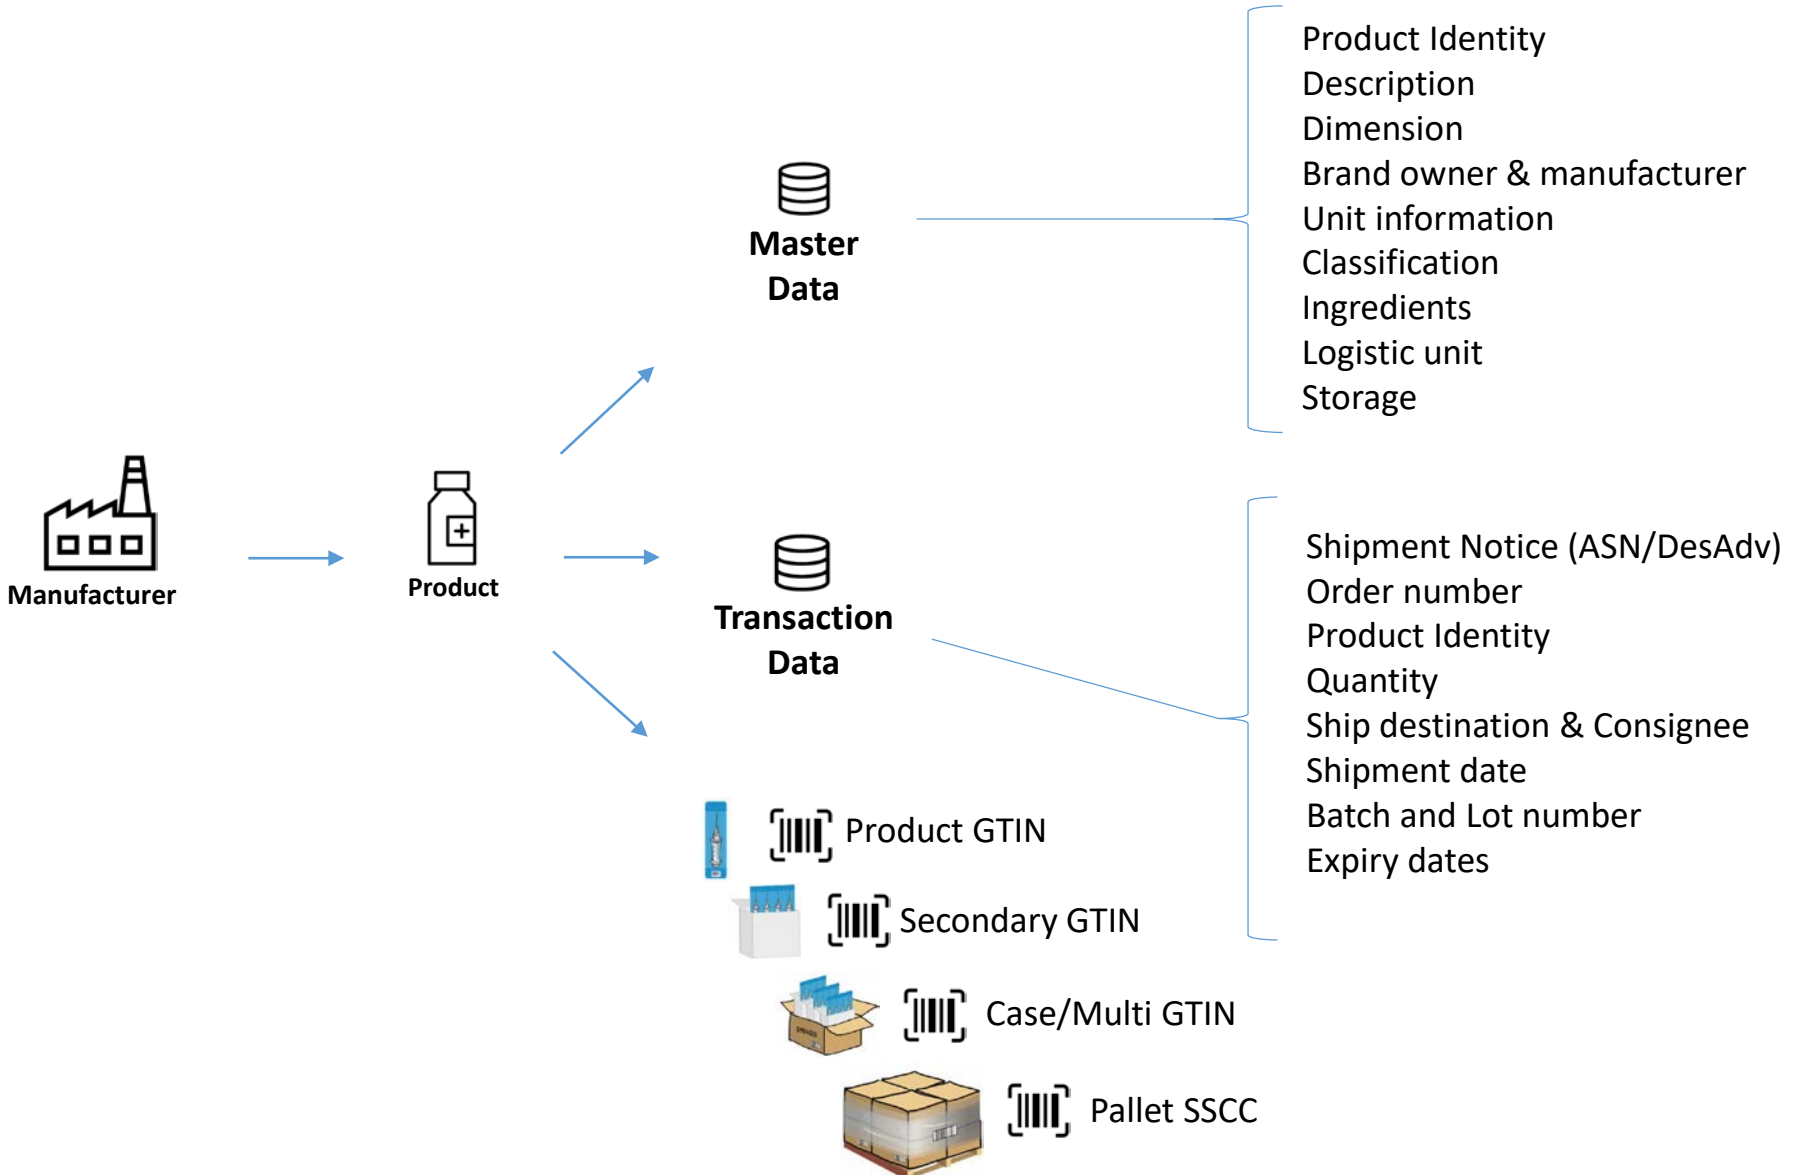 Manufacturer
Product
Master
Data
Product Identity
Description
Dimension
Brand owner & manufacturer
Unit information
Classification
Ingredients
Logistic unit
Storage
Transaction
Data
Shipment Notice (ASN/DesAdv)
Order number
Product Identity
Quantity
Ship destination & Consignee
Shipment date
Batch and Lot number
Expiry dates
Product GTIN
Secondary GTIN
Case/Multi GTIN
Pallet SSCC